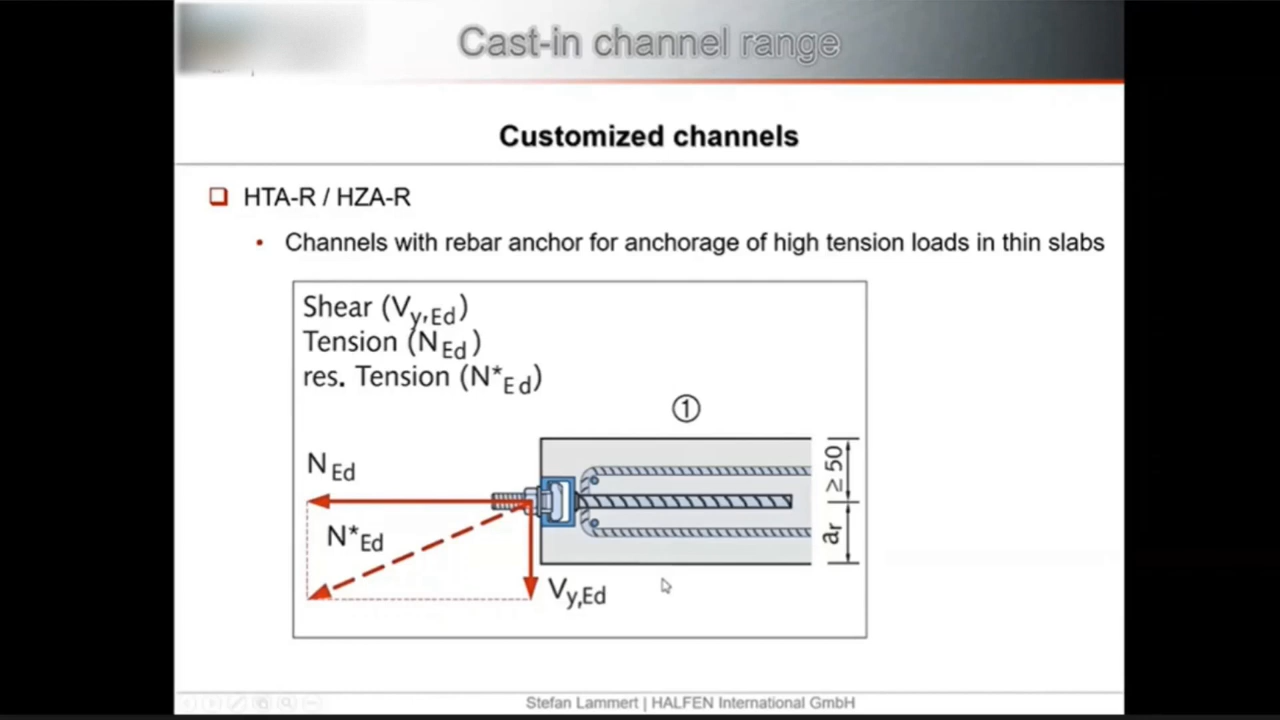 Cast-in channel range
Customized channels
HTA-R / HZA-R
• Channels with rebar anchor for anchorage of high tension loads in thin slabs
Shear (Vy,Ed)
Tension (NEd)
res. Tension (N*Ed)
①
NEd
N*Ed
Vy,Ed
≥ 50
ar
Stefan Lammert | HALFEN International GmbH